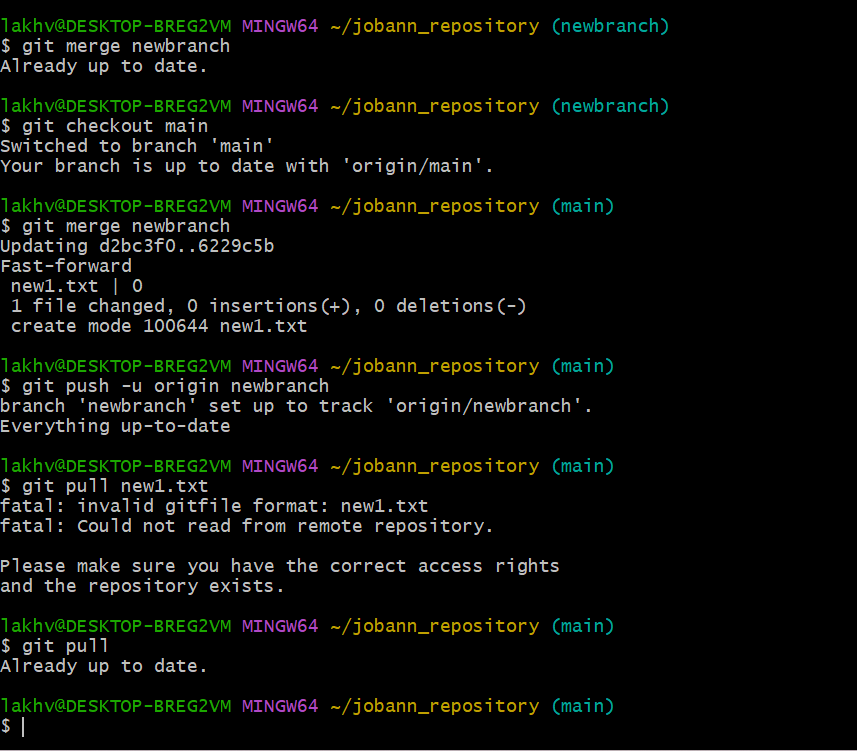 lakhv@DESKTOP-BREG2VM MINGW64 ~/jobann_repository (newbranch)
$ git merge newbranch
Already up to date.
lakhv@DESKTOP-BREG2VM MINGW64 ~/jobann_repository (newbranch)
$ git checkout main
Switched to branch 'main'
Your branch is up to date with 'origin/main'.
lakhv@DESKTOP-BREG2VM MINGW64 ~/jobann_repository (main)
$ git merge newbranch
Updating d2bc3f0..6229c5b
Fast-forward
 new1.txt | 0
 1 file changed, 0 insertions(+), 0 deletions(-)
 create mode 100644 new1.txt
lakhv@DESKTOP-BREG2VM MINGW64 ~/jobann_repository (main)
$ git push -u origin newbranch
branch 'newbranch' set up to track 'origin/newbranch'.
Everything up-to-date
lakhv@DESKTOP-BREG2VM MINGW64 ~/jobann_repository (main)
$ git pull new1.txt
fatal: invalid gitfile format: new1.txt
fatal: Could not read from remote repository.
Please make sure you have the correct access rights
and the repository exists.
lakhv@DESKTOP-BREG2VM MINGW64 ~/jobann_repository (main)
$ git pull
Already up to date.
lakhv@DESKTOP-BREG2VM MINGW64 ~/jobann_repository (main)
$